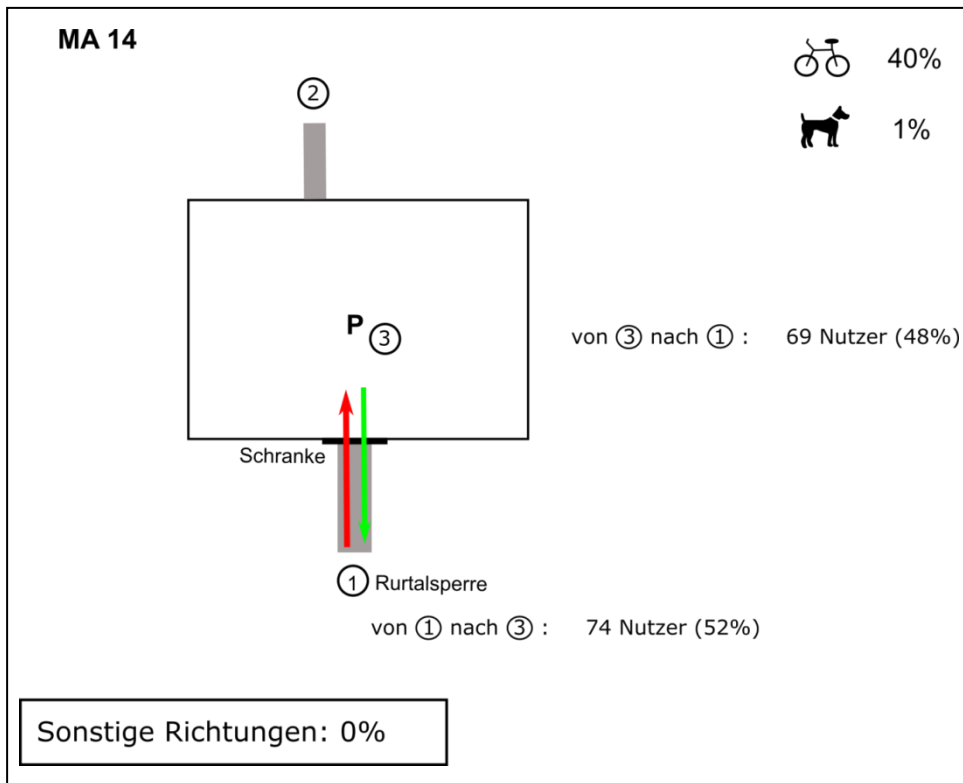 MA 14
40%
1%
2
P 3
von 3 nach 1 : 69 Nutzer (48%)
Schranke
1 Rurtalsperre
von 1 nach 3 : 74 Nutzer (52%)
Sonstige Richtungen: 0%